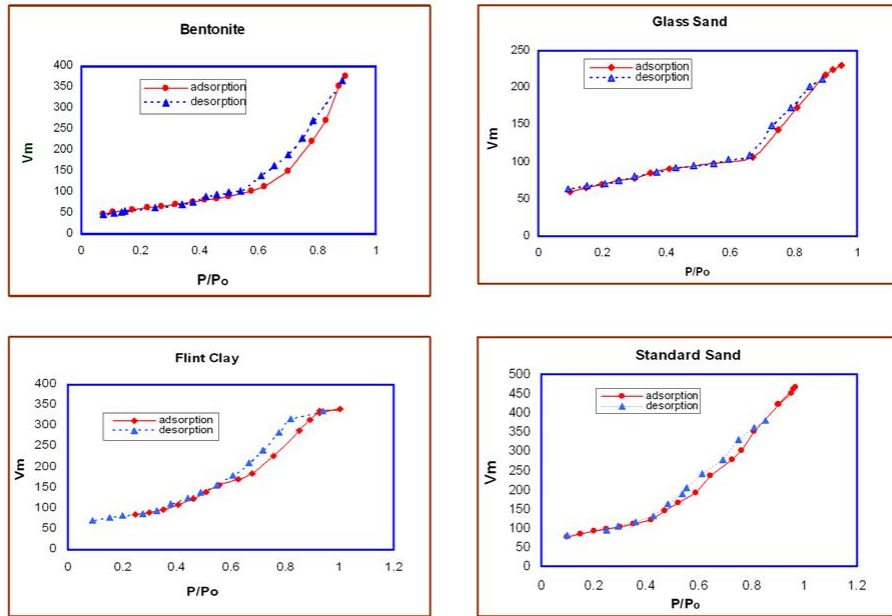 Bentonite
400
350
300
250
200
150
100
50
0
Vm
adsorption
desorption
0 0.2 0.4 0.6 0.8 1
P/Po
Glass Sand
250
200
150
100
50
0
Vm
adsorption
desorption
0 0.2 0.4 0.6 0.8 1
P/Po
Flint Clay
400
350
300
250
200
150
100
50
0
Vm
adsorption
desorption
0 0.2 0.4 0.6 0.8 1 1.2
P/Po
Standard Sand
500
450
400
350
300
250
200
150
100
50
0
Vm
adsorption
desorption
0 0.2 0.4 0.6 0.8 1 1.2
P/Po